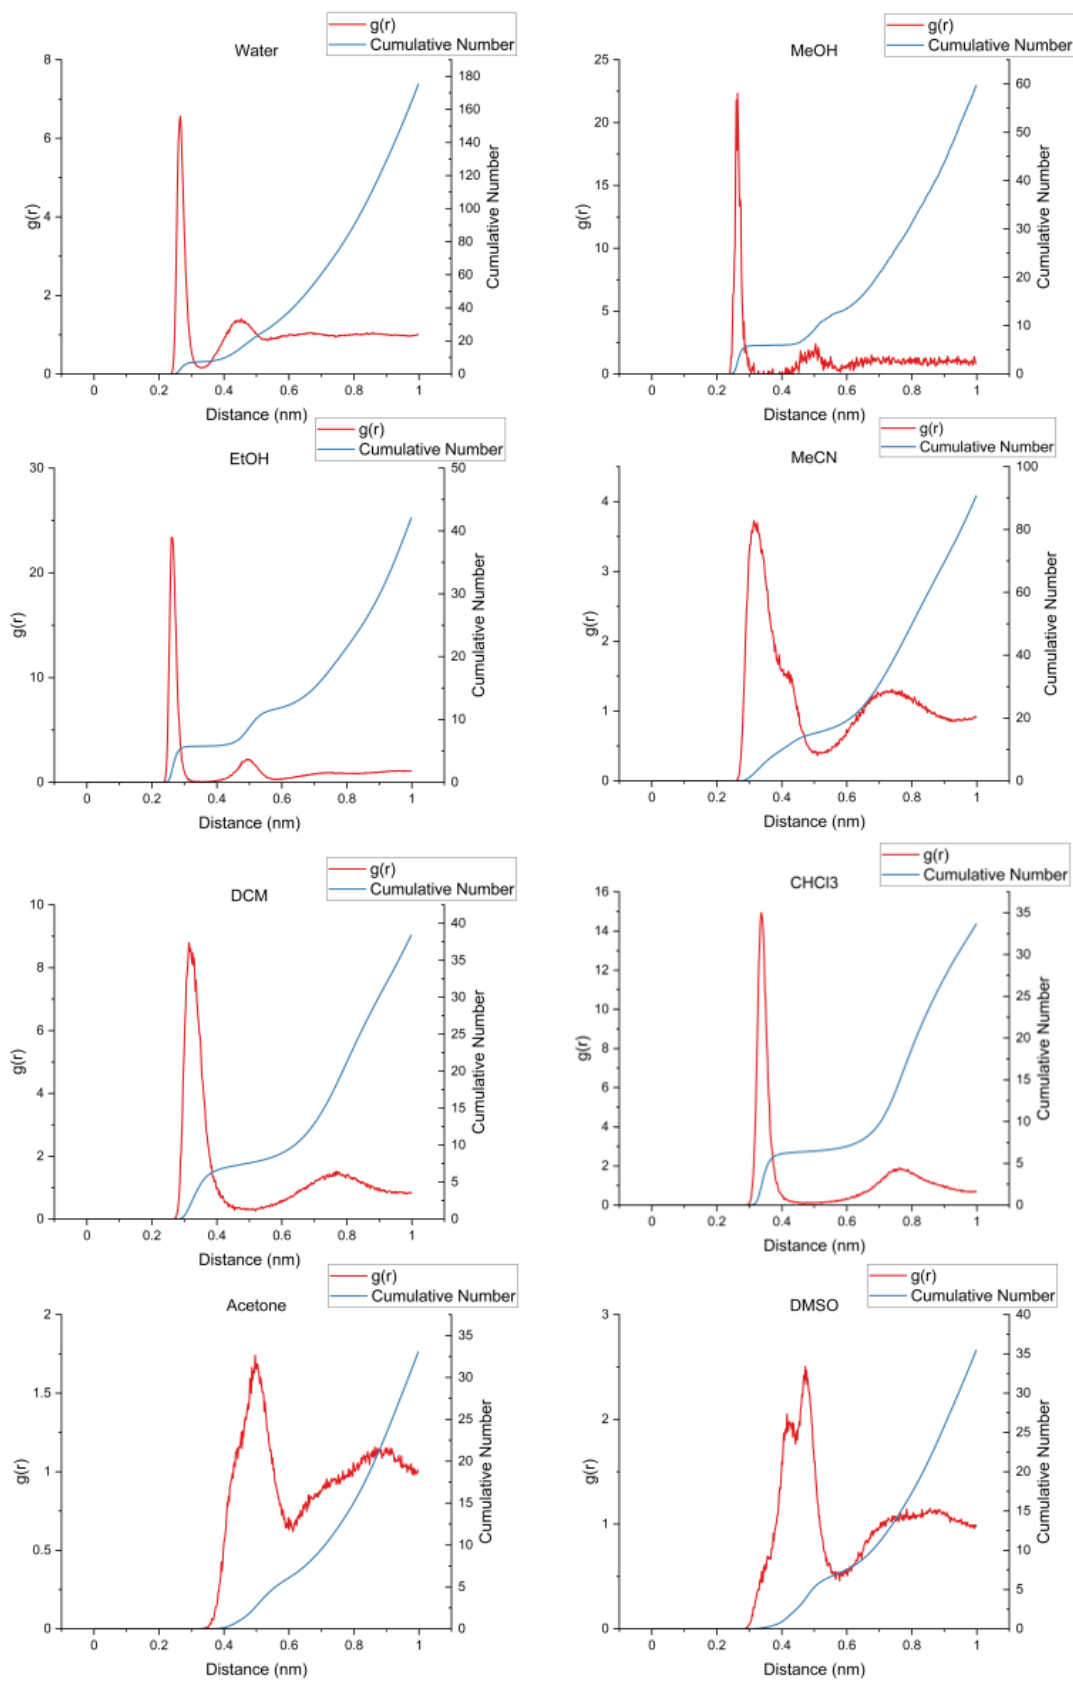 g(r)
Cumulative Number
Water
8
6
4
2
0
g(r)
180
160
140
120
100
80
60
40
20
0
Cumulative Number
0 0.2 0.4 0.6 0.8 1
Distance (nm)
g(r)
Cumulative Number
MeOH
25
20
15
10
5
0
g(r)
60
50
40
30
20
10
0
Cumulative Number
0 0.2 0.4 0.6 0.8 1
Distance (nm)
g(r)
Cumulative Number
EtOH
30
20
10
0
g(r)
50
40
30
20
10
0
Cumulative Number
0 0.2 0.4 0.6 0.8 1
Distance (nm)
g(r)
Cumulative Number
MeCN
4
3
2
1
0
g(r)
100
80
60
40
20
0
Cumulative Number
0 0.2 0.4 0.6 0.8 1
Distance (nm)
g(r)
Cumulative Number
DCM
10
8
6
4
2
0
g(r)
40
35
30
25
20
15
10
5
0
Cumulative Number
0 0.2 0.4 0.6 0.8 1
Distance (nm)
g(r)
Cumulative Number
CHCl3
16
14
12
10
8
6
4
2
0
g(r)
35
30
25
20
15
10
5
0
Cumulative Number
0 0.2 0.4 0.6 0.8 1
Distance (nm)
g(r)
Cumulative Number
Acetone
2
1.5
1
0.5
0
g(r)
35
30
25
20
15
10
5
0
Cumulative Number
0 0.2 0.4 0.6 0.8 1
Distance (nm)
g(r)
Cumulative Number
DMSO
3
2
1
0
g(r)
40
35
30
25
20
15
10
5
0
Cumulative Number
0 0.2 0.4 0.6 0.8 1
Distance (nm)